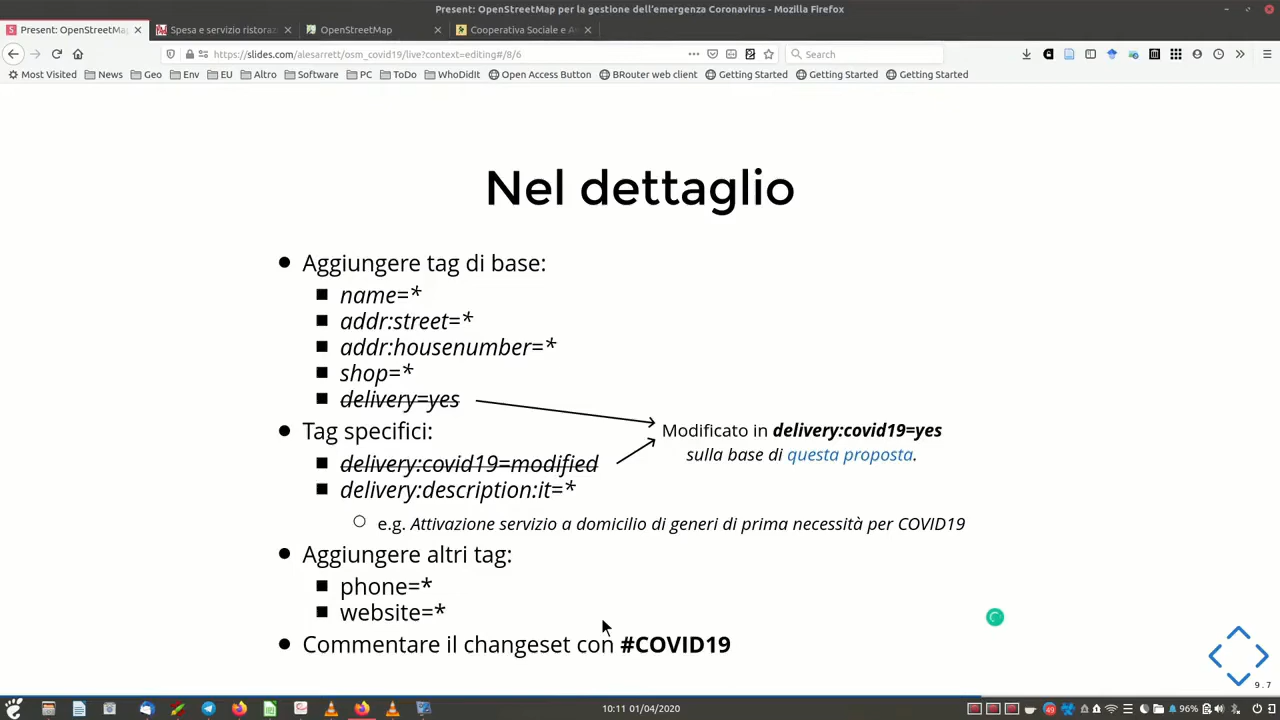 Present: OpenStreetMap per la gestione dell'emergenza Coronavirus - Mozilla Firefox
Present: OpenStreetMap
Spesa e servizio ristoraz
OpenStreetMap
Cooperativa Sociale e A
https://slides.com/alesarrett/osm_covid19/live?context=editing#/8/6
Search
Most Visited News Geo Env EU Altro Software PC ToDo WhoDidIt Open Access Button BRouter web client Getting Started Getting Started Getting Started
Nel dettaglio
Aggiungere tag di base:
name=*
addr:street=*
addr:housenumber=*
shop=*
delivery=yes
Tag specifici:
Modificato in delivery:covid19=yes
sulla base di questa proposta.
delivery:covid19=modified
delivery:description:it=*
e.g. Attivazione servizio a domicilio di generi di prima necessità per COVID19
Aggiungere altri tag:
phone=*
website=*
Commentare il changeset con #COVID19
9.7
10:11 01/04/2020
96%